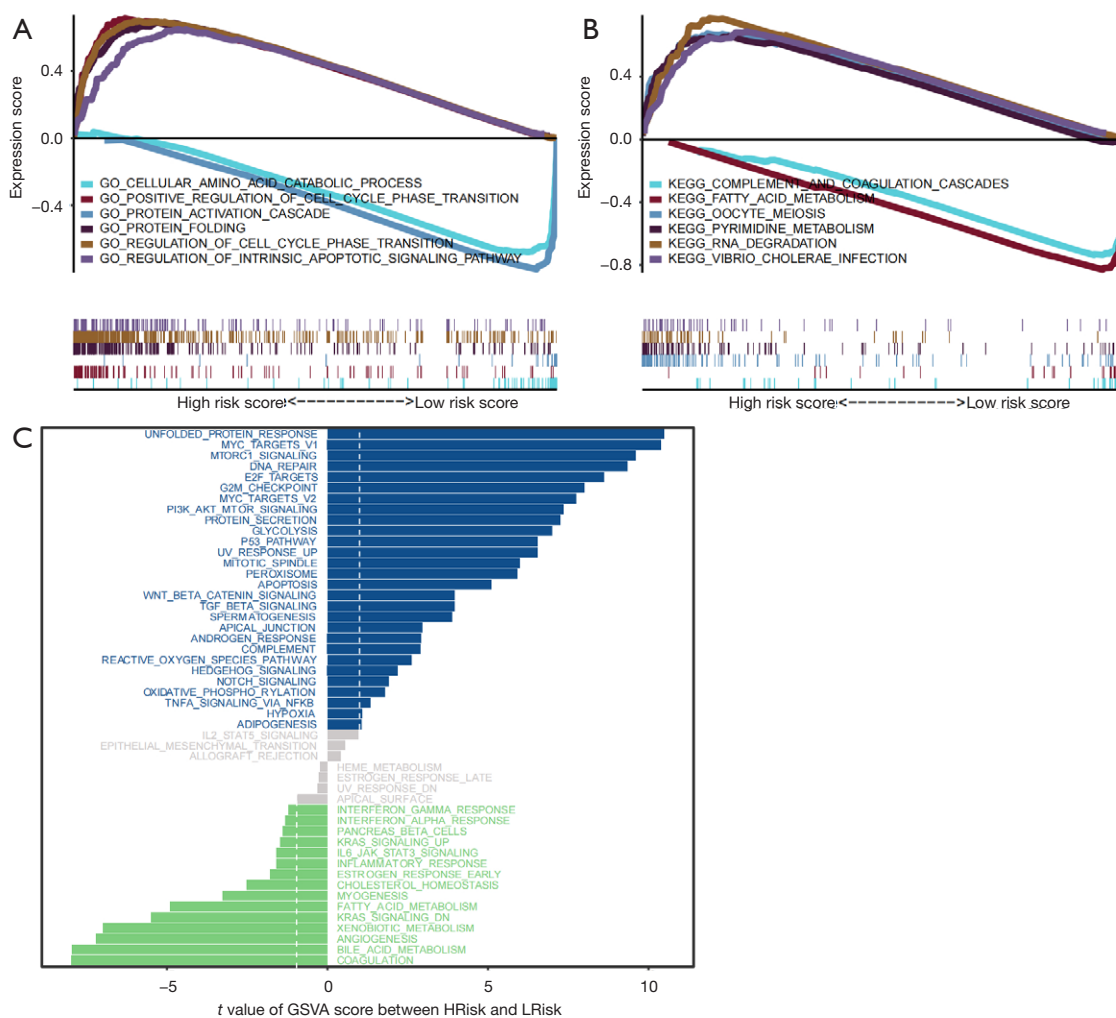 A
Expression score
0.4
0.0
−0.4
GO_CELLULAR_AMINO_ACID_CATABOLIC_PROCESS
GO_POSITIVE_REGULATION_OF_CELL_CYCLE_PHASE_TRANSITION
GO_PROTEIN_ACTIVATION_CASCADE
GO_PROTEIN_FOLDING
GO_REGULATION_OF_CELL_CYCLE_PHASE_TRANSITION
GO_REGULATION_OF_INTRINSIC_APOPTOTIC_SIGNALING_PATHWAY
High risk score<------------->Low risk score
B
Expression score
0.4
0.0
−0.4
−0.8
KEGG_COMPLEMENT_AND_COAGULATION_CASCADES
KEGG_FATTY_ACID_METABOLISM
KEGG_OOCYTE_MEIOSIS
KEGG_PYRIMIDINE_METABOLISM
KEGG_RNA_DEGRADATION
KEGG_VIBRIO_CHOLERAE_INFECTION
High risk score<------------->Low risk score
C
UNFOLDED_PROTEIN_RESPONSE
MYC_TARGETS_V1
MTORC1_SIGNALING
DNA_REPAIR
E2F_TARGETS
G2M_CHECKPOINT
MYC_TARGETS_V2
PI3K_AKT_MTOR_SIGNALING
PROTEIN_SECRETION
GLYCOLYSIS
P53_PATHWAY
UV_RESPONSE_UP
MITOTIC_SPINDLE
PEROXISOME
APOPTOSIS
WNT_BETA_CATENIN_SIGNALING
TGF_BETA_SIGNALING
SPERMATOGENESIS
APICAL_JUNCTION
ANDROGEN_RESPONSE
COMPLEMENT
REACTIVE_OXYGEN_SPECIES_PATHWAY
HEDGEHOG_SIGNALING
NOTCH_SIGNALING
OXIDATIVE_PHOSPHO_RYLATION
TNFA_SIGNALING_VIA_NFKB
HYPOXIA
ADIPOGENESIS
IL2_STAT5_SIGNALING
EPITHELIAL_MESENCHYMAL_TRANSITION
ALLOGRAFT_REJECTION
HEME_METABOLISM
ESTROGEN_RESPONSE_LATE
UV_RESPONSE_DN
APICAL_SURFACE
INTERFERON_GAMMA_RESPONSE
INTERFERON_ALPHA_RESPONSE
PANCREAS_BETA_CELLS
KRAS_SIGNALING_UP
IL6_JAK_STAT3_SIGNALING
INFLAMMATORY_RESPONSE
ESTROGEN_RESPONSE_EARLY
CHOLESTEROL_HOMEOSTASIS
MYOGENESIS
FATTY_ACID_METABOLISM
KRAS_SIGNALING_DN
XENOBIOTIC_METABOLISM
ANGIOGENESIS
BILE_ACID_METABOLISM
COAGULATION
−5 0 5 10
t value of GSVA score between HRisk and LRisk